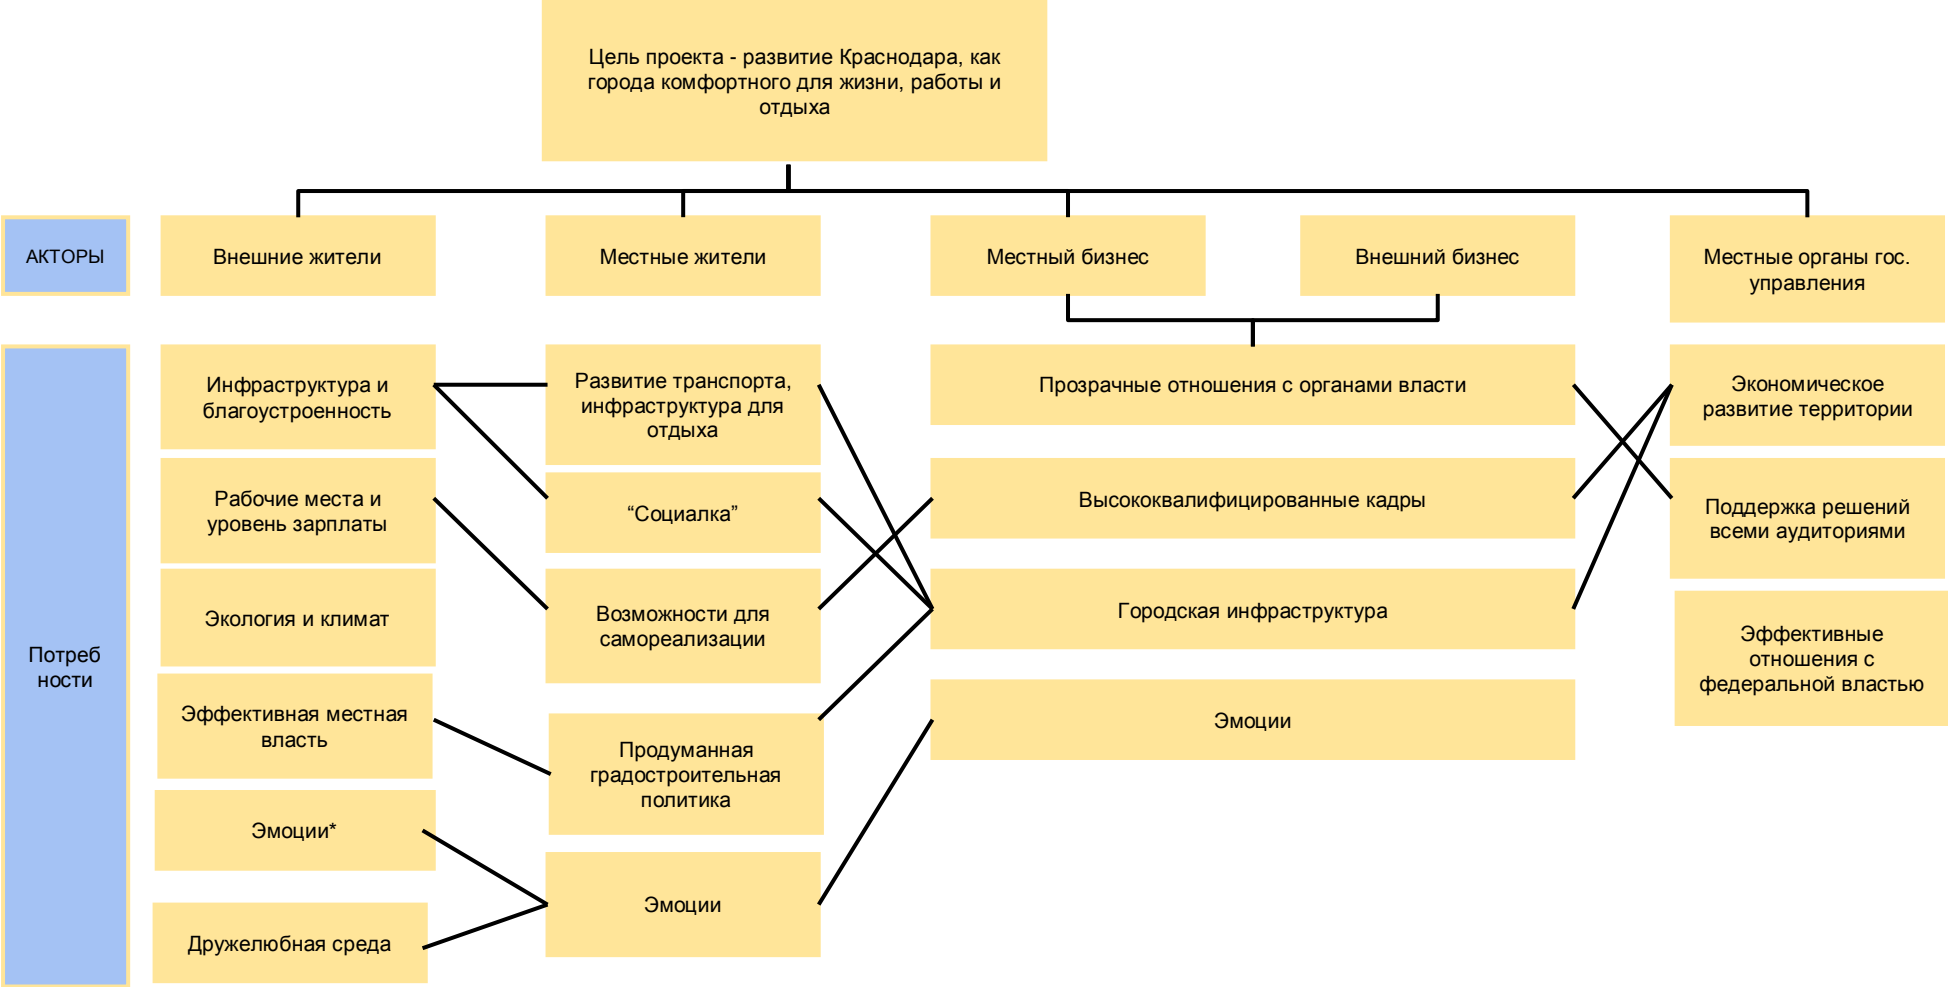 Цель проекта - развитие Краснодара, как
города комфортного для жизни, работы и
отдыха
АКТОРЫ
Внешние жители
Местные жители
Местный бизнес
Внешний бизнес
Местные органы гос.
управления
Потреб
ности
Инфраструктура и
благоустроенность
Рабочие места и
уровень зарплаты
Экология и климат
Эффективная местная
власть
Эмоции*
Дружелюбная среда
Развитие транспорта,
инфраструктура для
отдыха
“Социалка”
Возможности для
самореализации
Продуманная
градостроительная
политика
Эмоции
Прозрачные отношения с органами власти
Высококвалифицированные кадры
Городская инфраструктура
Эмоции
Экономическое
развитие территории
Поддержка решений
всеми аудиториями
Эффективные
отношения с
федеральной властью